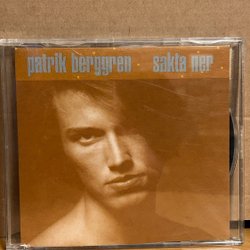 patrik berggren · sakta ner